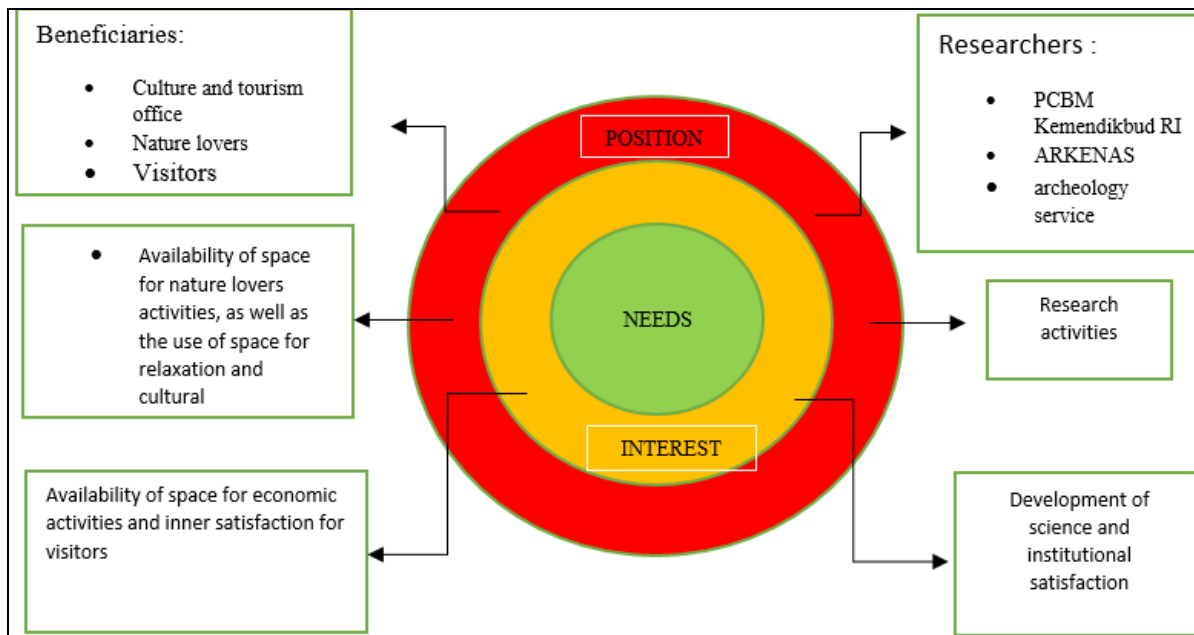 Beneficiaries:
• Culture and tourism
office
• Nature lovers
• Visitors
• Availability of space
for nature lovers
activities, as well as
the use of space for
relaxation and
cultural
Availability of space for economic
activities and inner satisfaction for
visitors
POSITION
NEEDS
INTEREST
Researchers :
• PCBM
Kemendikbud RI
• ARKENAS
• archeology
service
Research
activities
Development of
science and
institutional
satisfaction